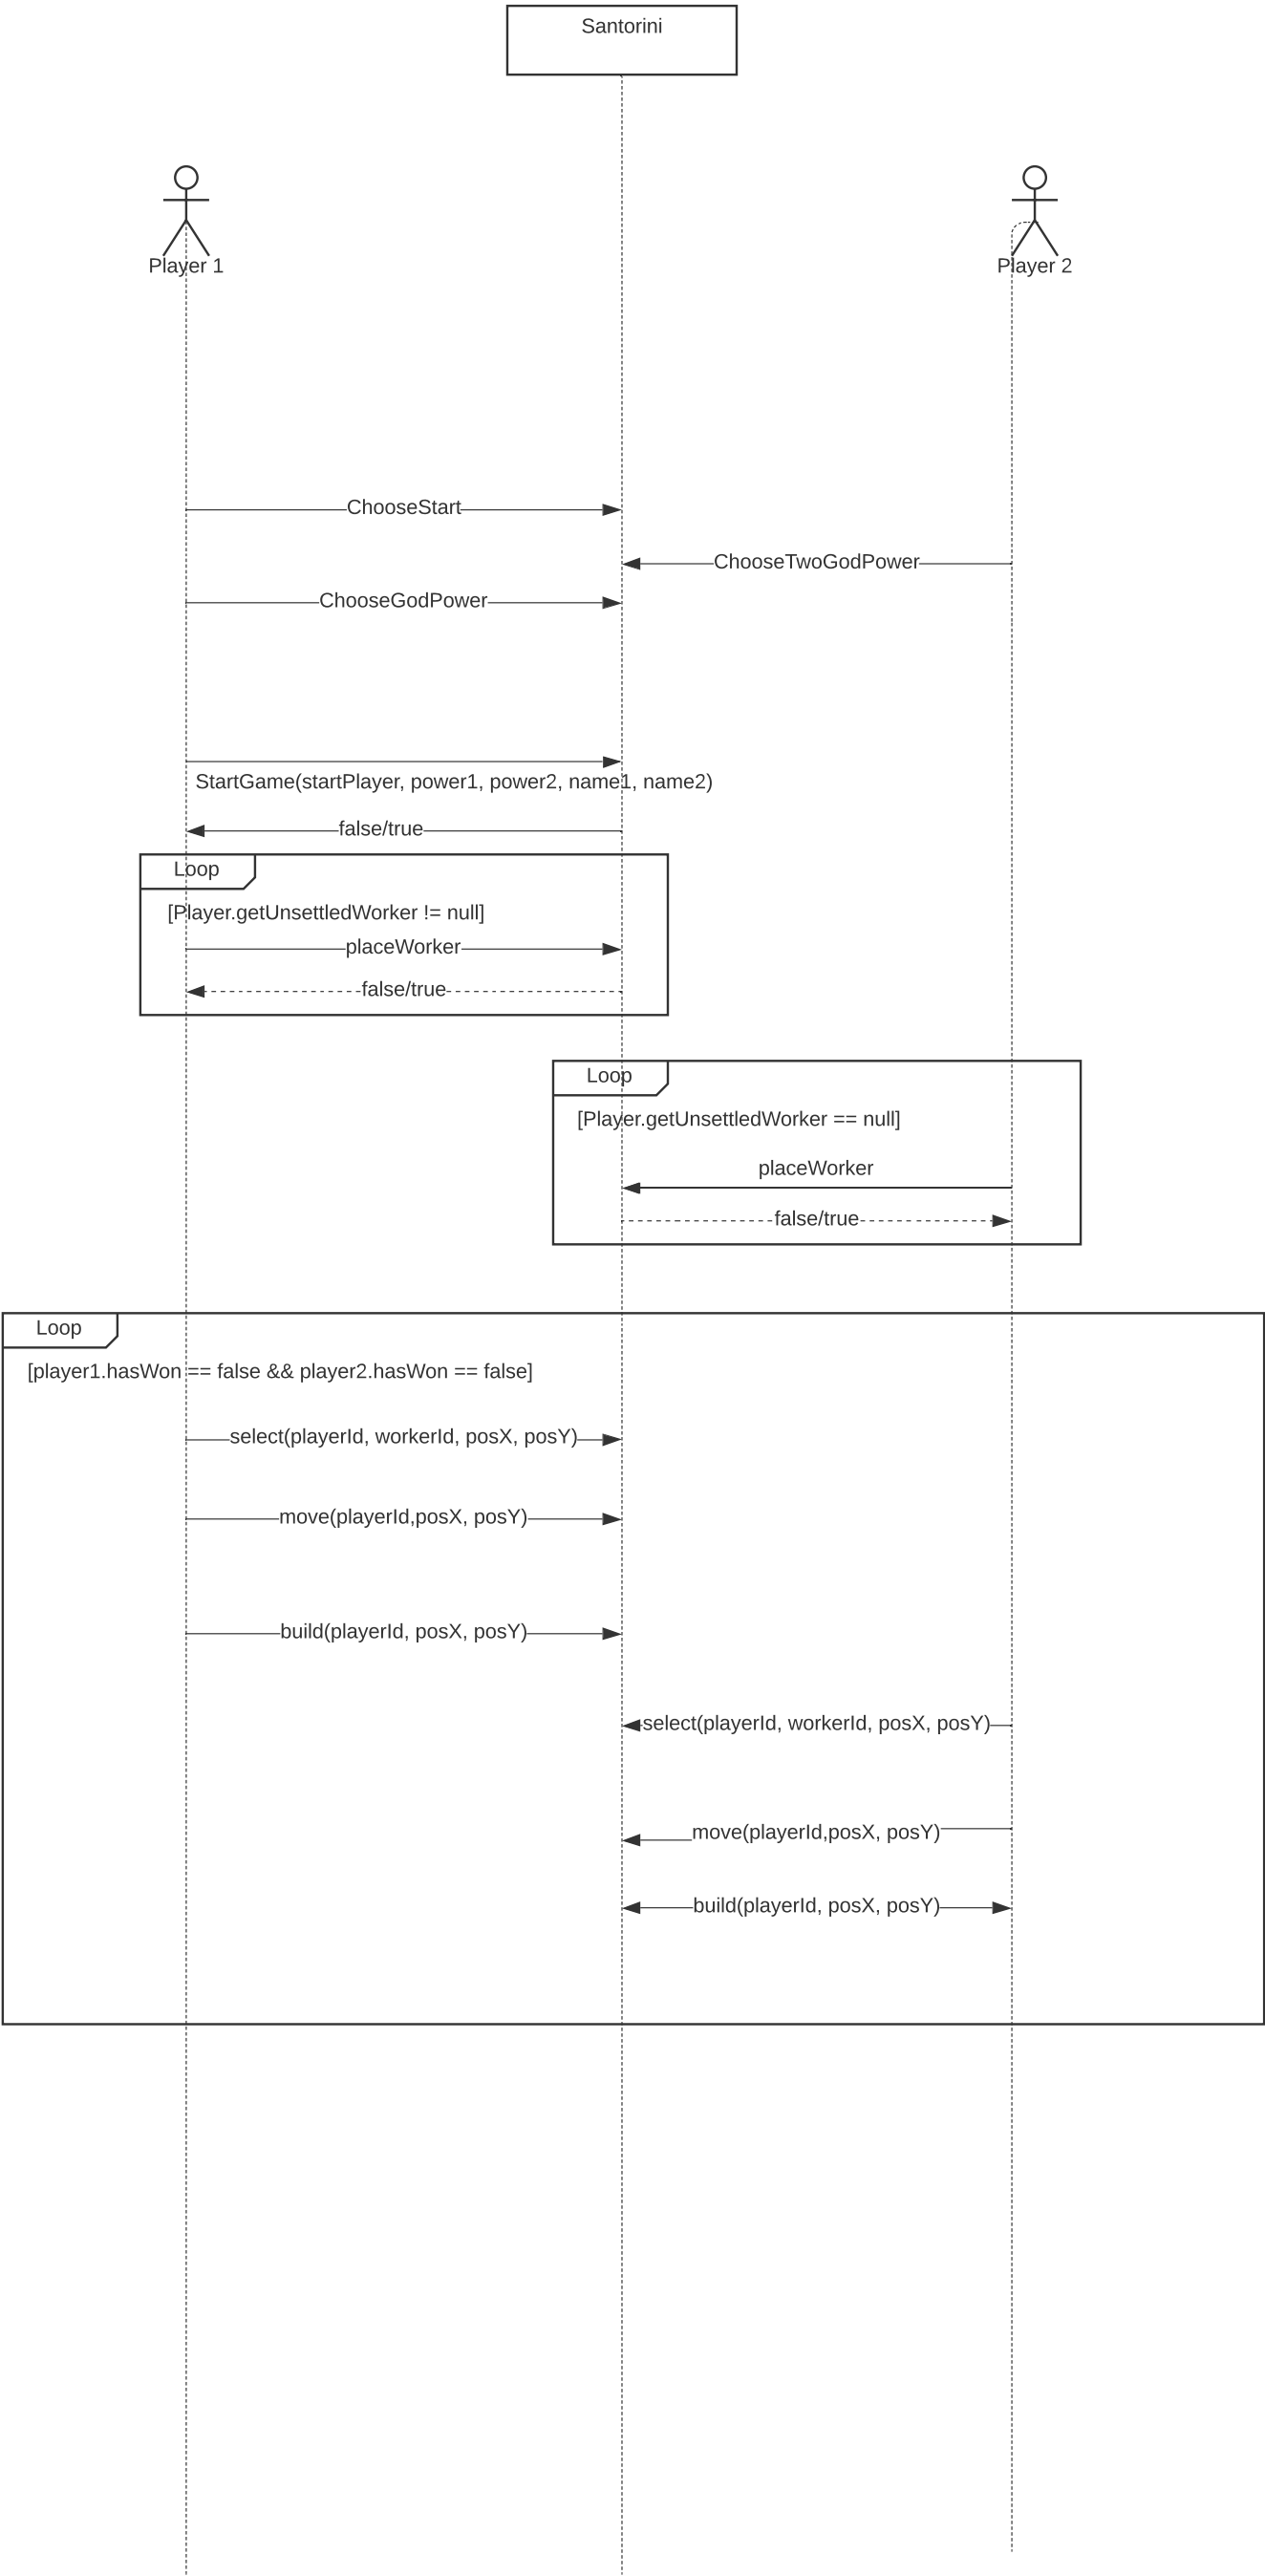 Santorini
Player 1
Player 2
ChooseStart
ChooseTwoGodPower
ChooseGodPower
StartGame(startPlayer, power1, power2, name1, name2)
false/true
Loop
[Player.getUnsettledWorker != null]
placeWorker
false/true
Loop
[Player.getUnsettledWorker == null]
placeWorker
false/true
Loop
[player1.hasWon == false && player2.hasWon == false]
select(playerId, workerId, posX, posY)
move(playerId,posX, posY)
build(playerId, posX, posY)
select(playerId, workerId, posX, posY)
move(playerId,posX, posY)
build(playerId, posX, posY)